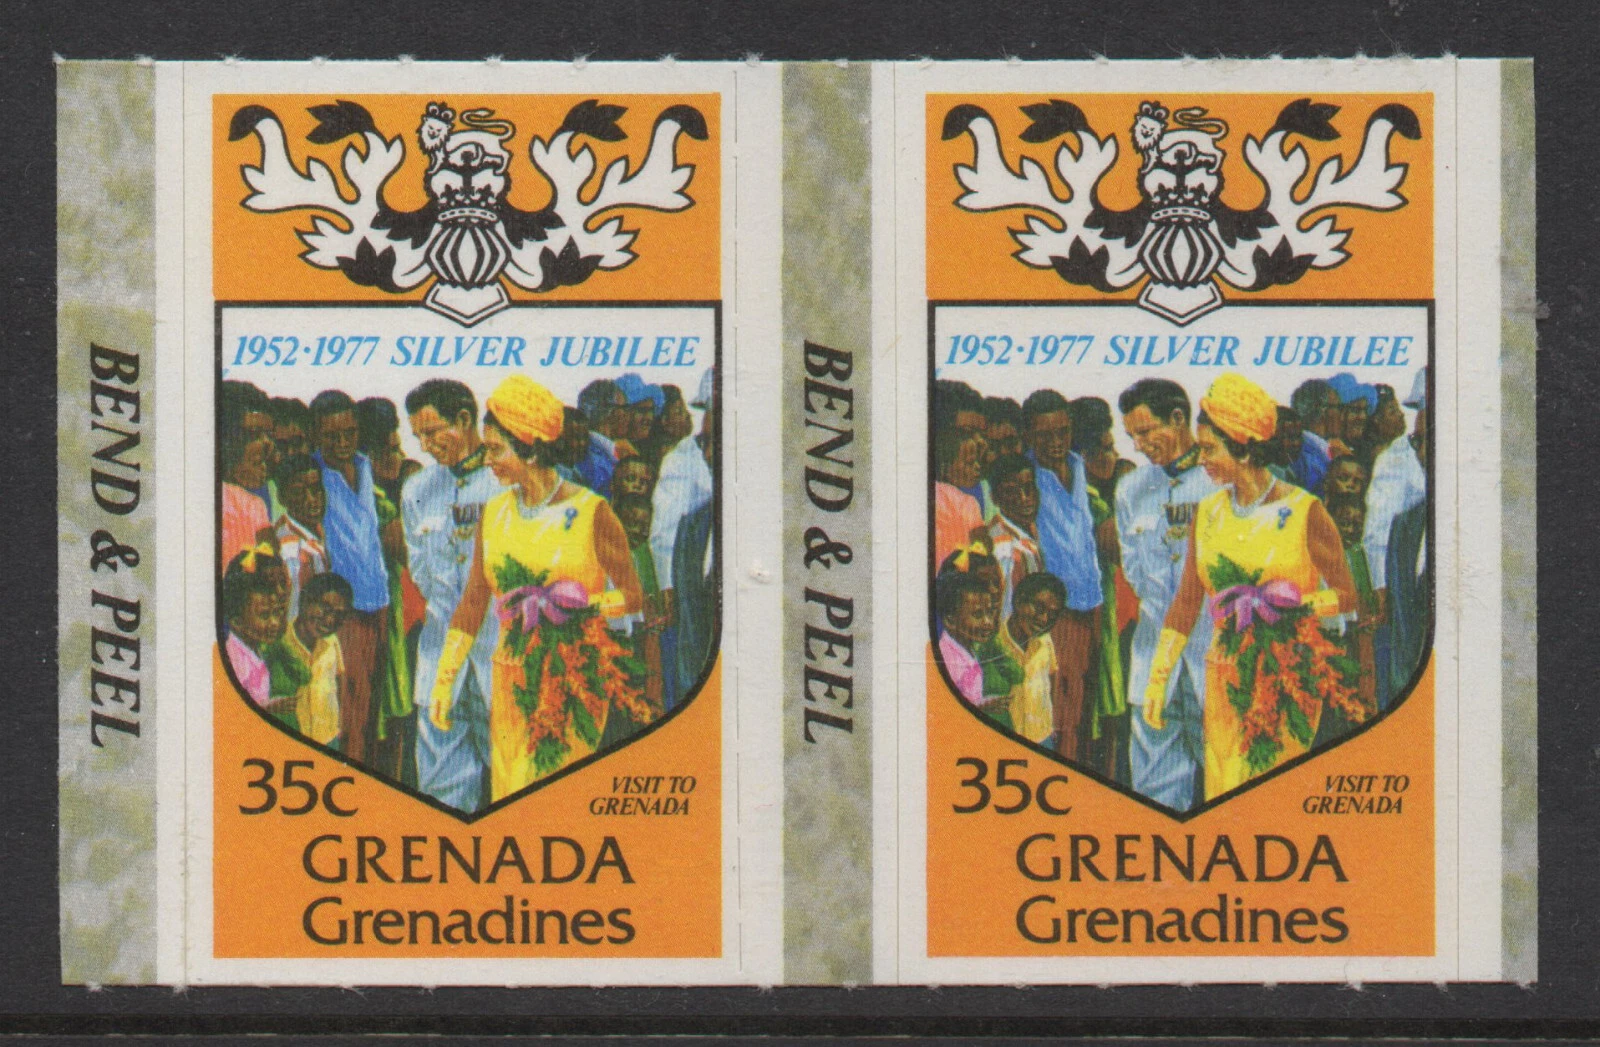 BEND & PEEL
1952·1977 SILVER JUBILEE
35c
VISIT TO
GRENADA
GRENADA
Grenadines
BEND & PEEL
1952·1977 SILVER JUBILEE
35c
VISIT TO
GRENADA
GRENADA
Grenadines